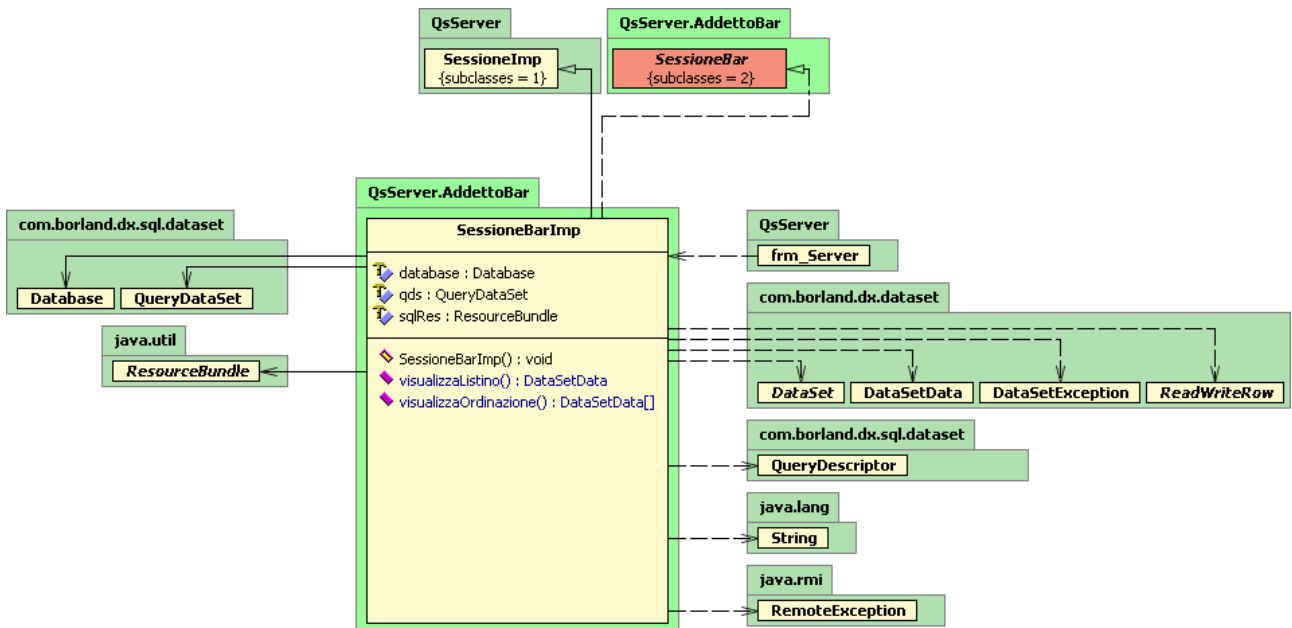 QsServer
SessioneImp
{subclasses = 1}
QsServer.AddettoBar
SessioneBar
{subclasses = 2}
QsServer.AddettoBar
SessioneBarImp
database : Database
qds : QueryDataSet
sqlRes : ResourceBundle
SessioneBarImp() : void
visualizzaListino() : DataSetData
visualizzaOrdinazione() : DataSetData[]
com.borland.dx.sql.dataset
Database QueryDataSet
java.util
ResourceBundle
QsServer
frm_Server
com.borland.dx.dataset
DataSet DataSetData DataSetException ReadWriteRow
com.borland.dx.sql.dataset
QueryDescriptor
java.lang
String
java.rmi
RemoteException